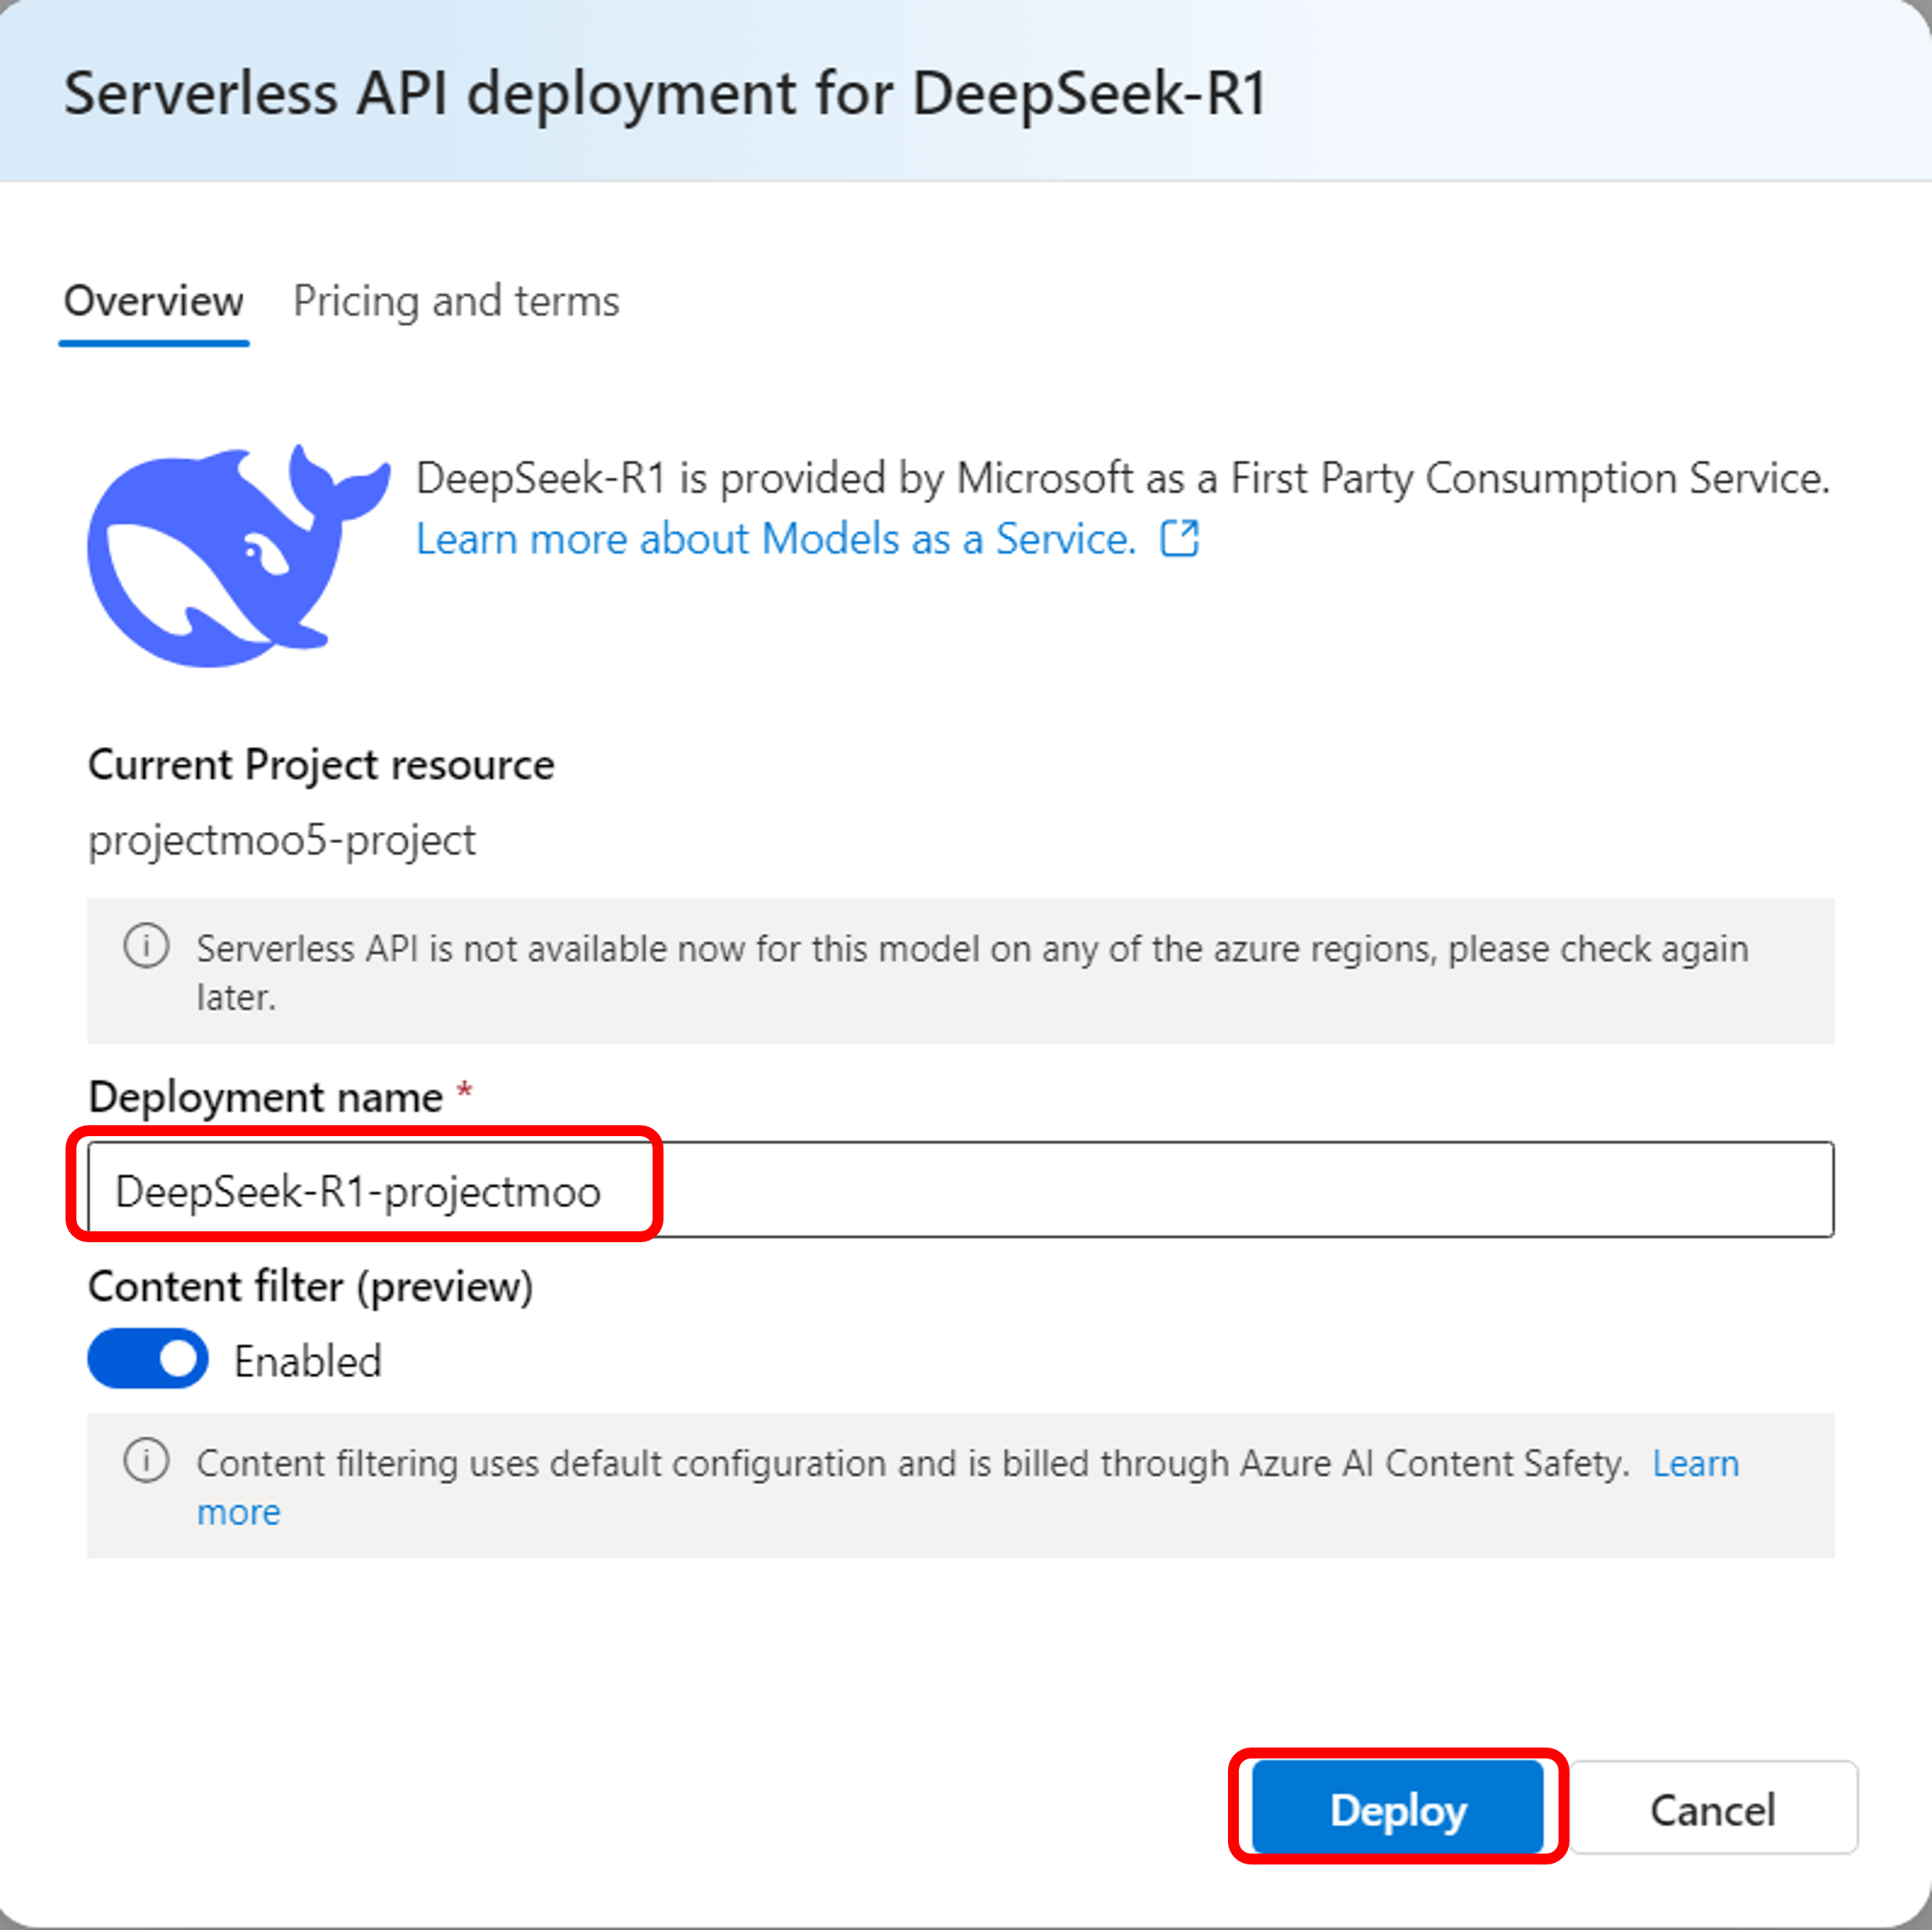 Serverless API deployment for DeepSeek-R1
Overview Pricing and terms
DeepSeek-R1 is provided by Microsoft as a First Party Consumption Service.
Learn more about Models as a Service.
Current Project resource
projectmoo5-project
Serverless API is not available now for this model on any of the azure regions, please check again
later.
Deployment name *
DeepSeek-R1-projectmoo
Content filter (preview)
Enabled
Content filtering uses default configuration and is billed through Azure AI Content Safety. Learn
more
Deploy Cancel